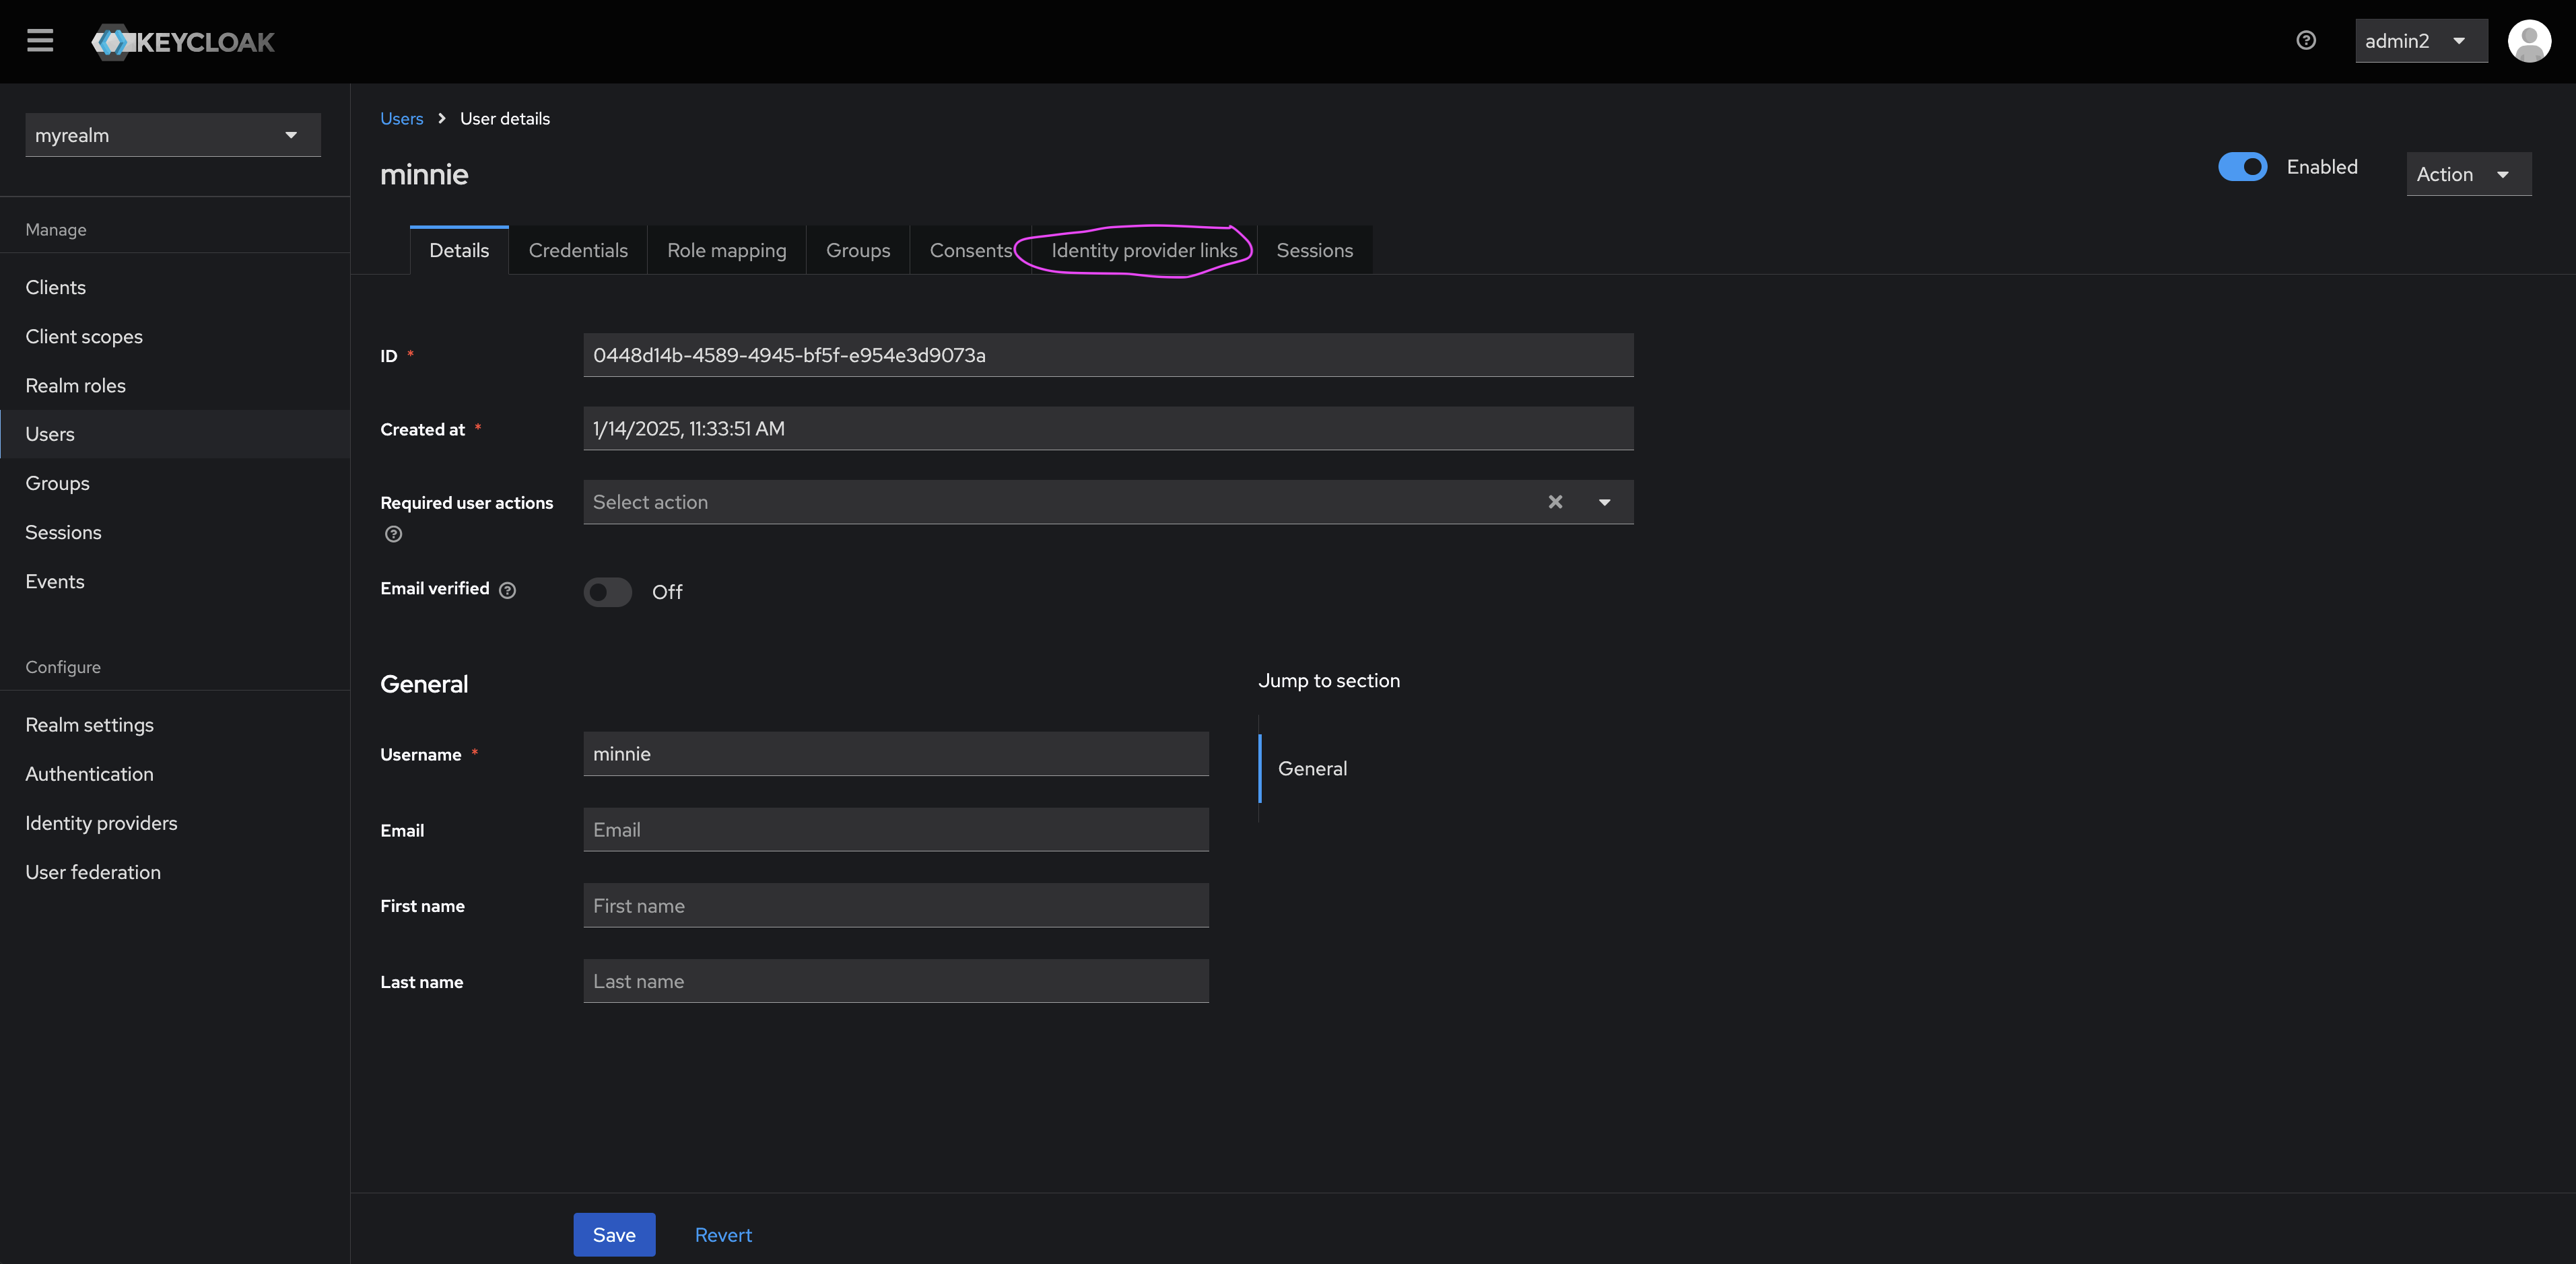 KEYCLOAK
admin2
myrealm
Manage
Clients
Client scopes
Realm roles
Users
Groups
Sessions
Events
Configure
Realm settings
Authentication
Identity providers
User federation
Users > User details
minnie
Enabled
Action
Details Credentials Role mapping Groups Consents Identity provider links Sessions
ID *
0448d14b-4589-4945-bf5f-e954e3d9073a
Created at *
1/14/2025, 11:33:51 AM
Required user actions
Select action
Email verified
Off
General
Username *
minnie
Email
Email
First name
First name
Last name
Last name
Jump to section
General
Save Revert